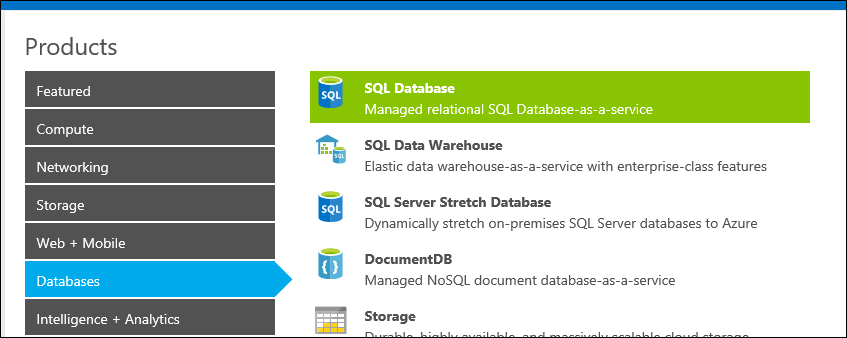 Products
Featured
Compute
Networking
Storage
Web + Mobile
Databases
Intelligence + Analytics
SQL
SQL Database
Managed relational SQL Database-as-a-service
SQL
SQL Data Warehouse
Elastic data warehouse-as-a-service with enterprise-class features
SQL
SQL Server Stretch Database
Dynamically stretch on-premises SQL Server databases to Azure
{ }
DocumentDB
Managed NoSQL document database-as-a-service
Storage
Durable, highly available, and massively scalable cloud storage